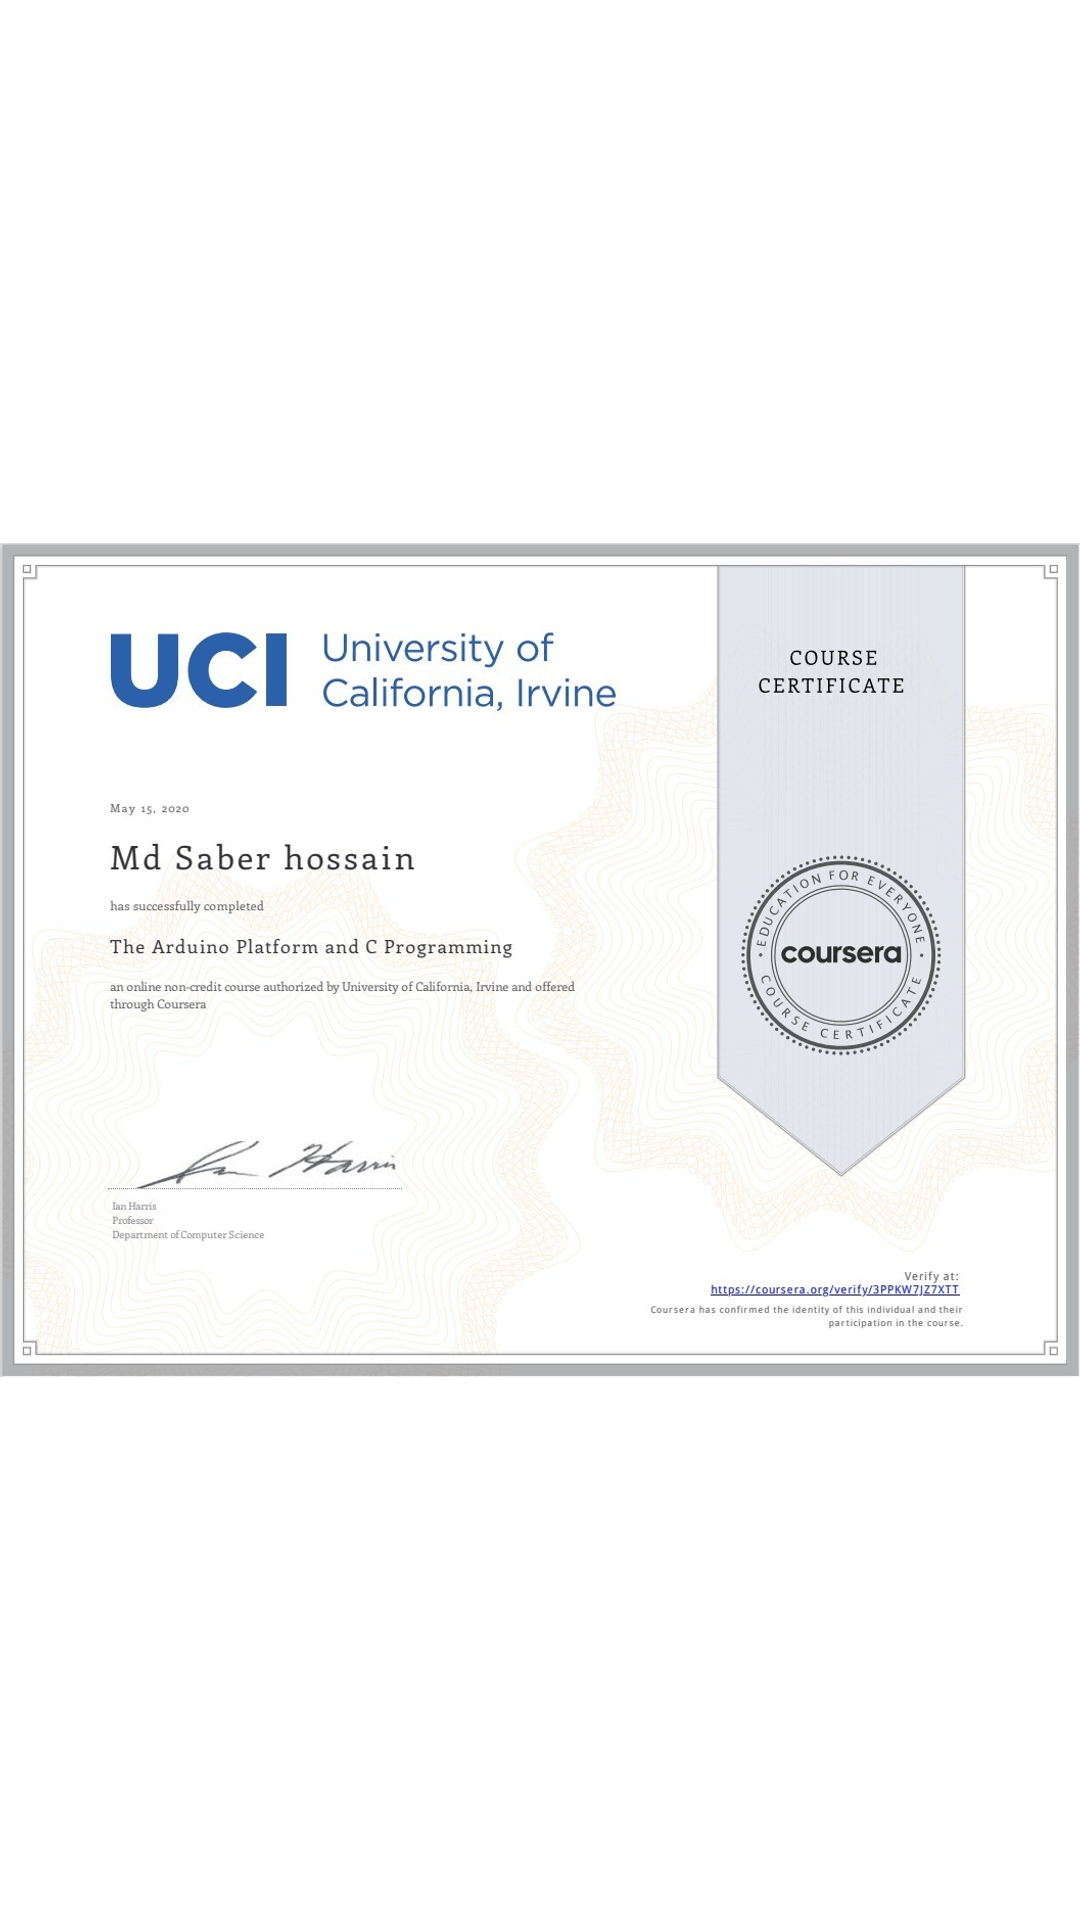 UCI
University of
California, Irvine
COURSE
CERTIFICATE
May 15, 2020
Md Saber hossain
has successfully completed
The Arduino Platform and C Programming
an online non-credit course authorized by University of California, Irvine and offered
through Coursera
EDUCATION FOR EVERYONE
coursera
COURSE CERTIFICATE
Ian Harris
Ian Harris
Professor
Department of Computer Science
Verify at:
https://coursera.org/verify/3PPKW7JZ7XTT
Coursera has confirmed the identity of this individual and their
participation in the course.